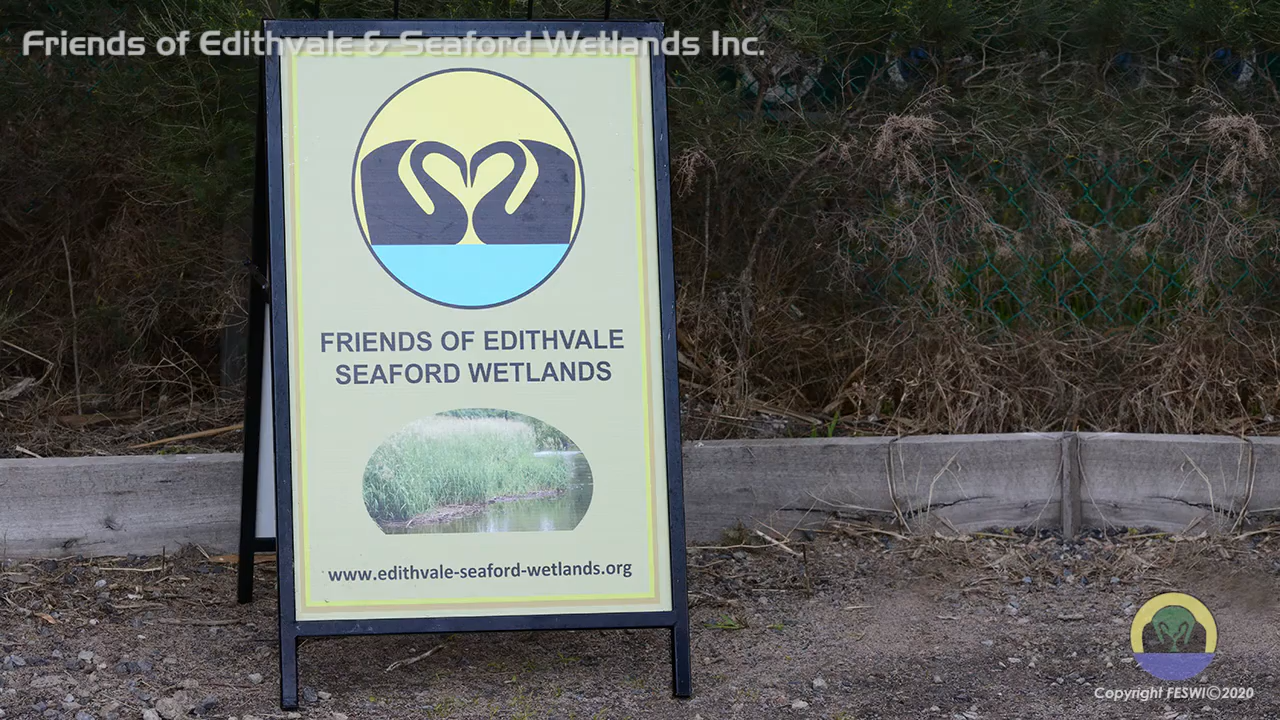 Friends of Edithvale & Seaford Wetlands Inc.
FRIENDS OF EDITHVALE
SEAFORD WETLANDS
www.edithvale-seaford-wetlands.org
Copyright FESWI©2020